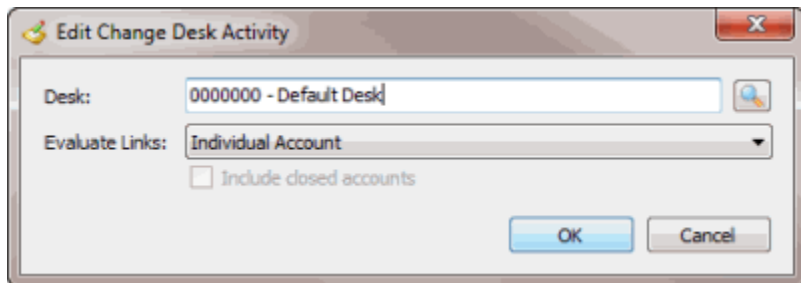 Edit Change Desk Activity
Desk: 0000000 - Default Desk
Evaluate Links: Individual Account
Include closed accounts
OK Cancel